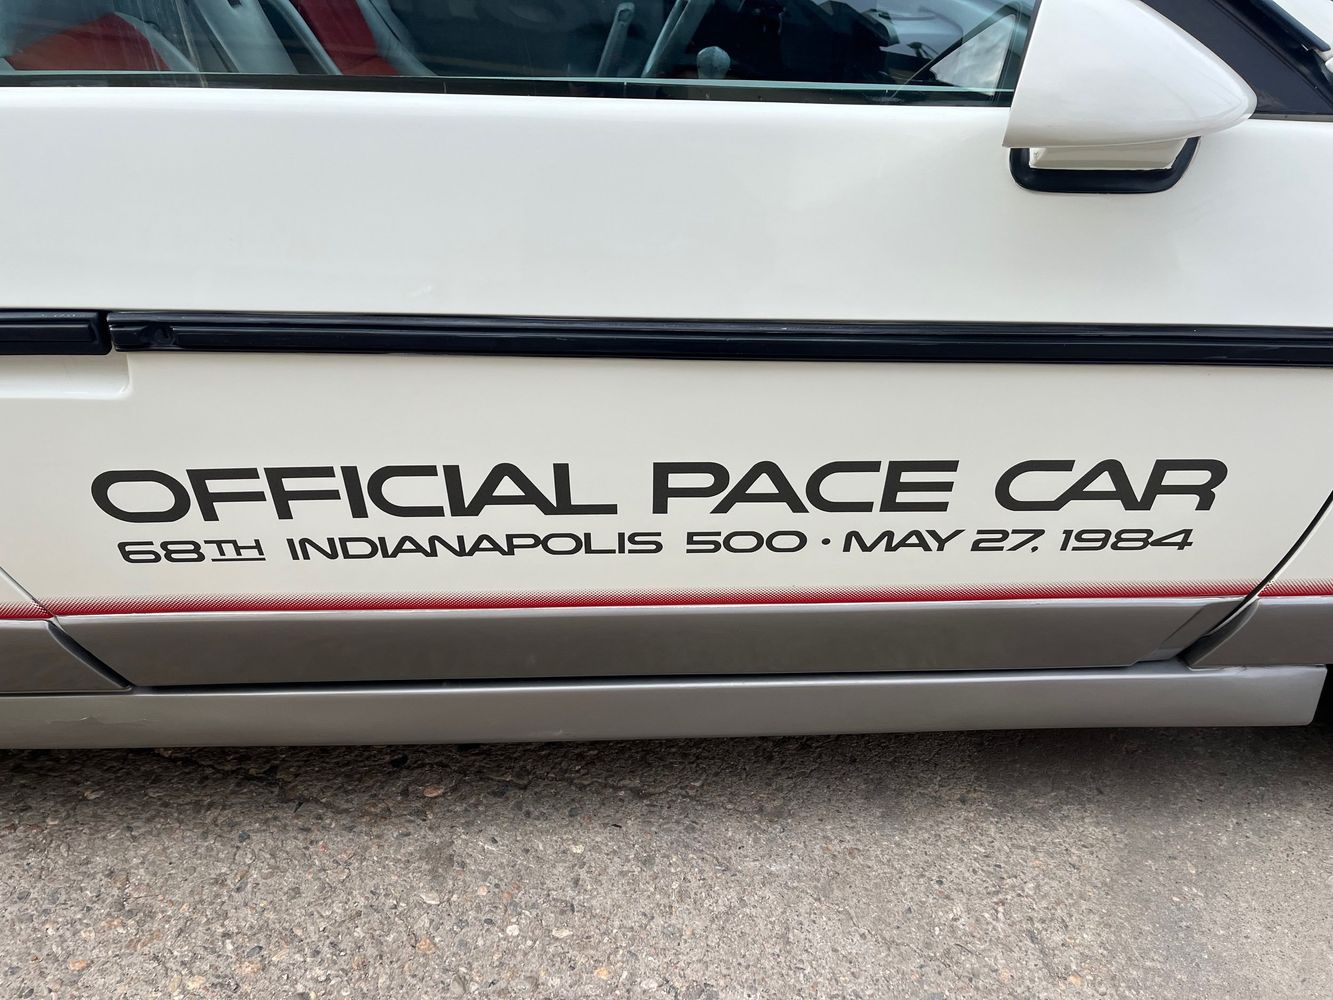 OFFICIAL PACE CAR
68TH INDIANAPOLIS 500 • MAY 27, 1984